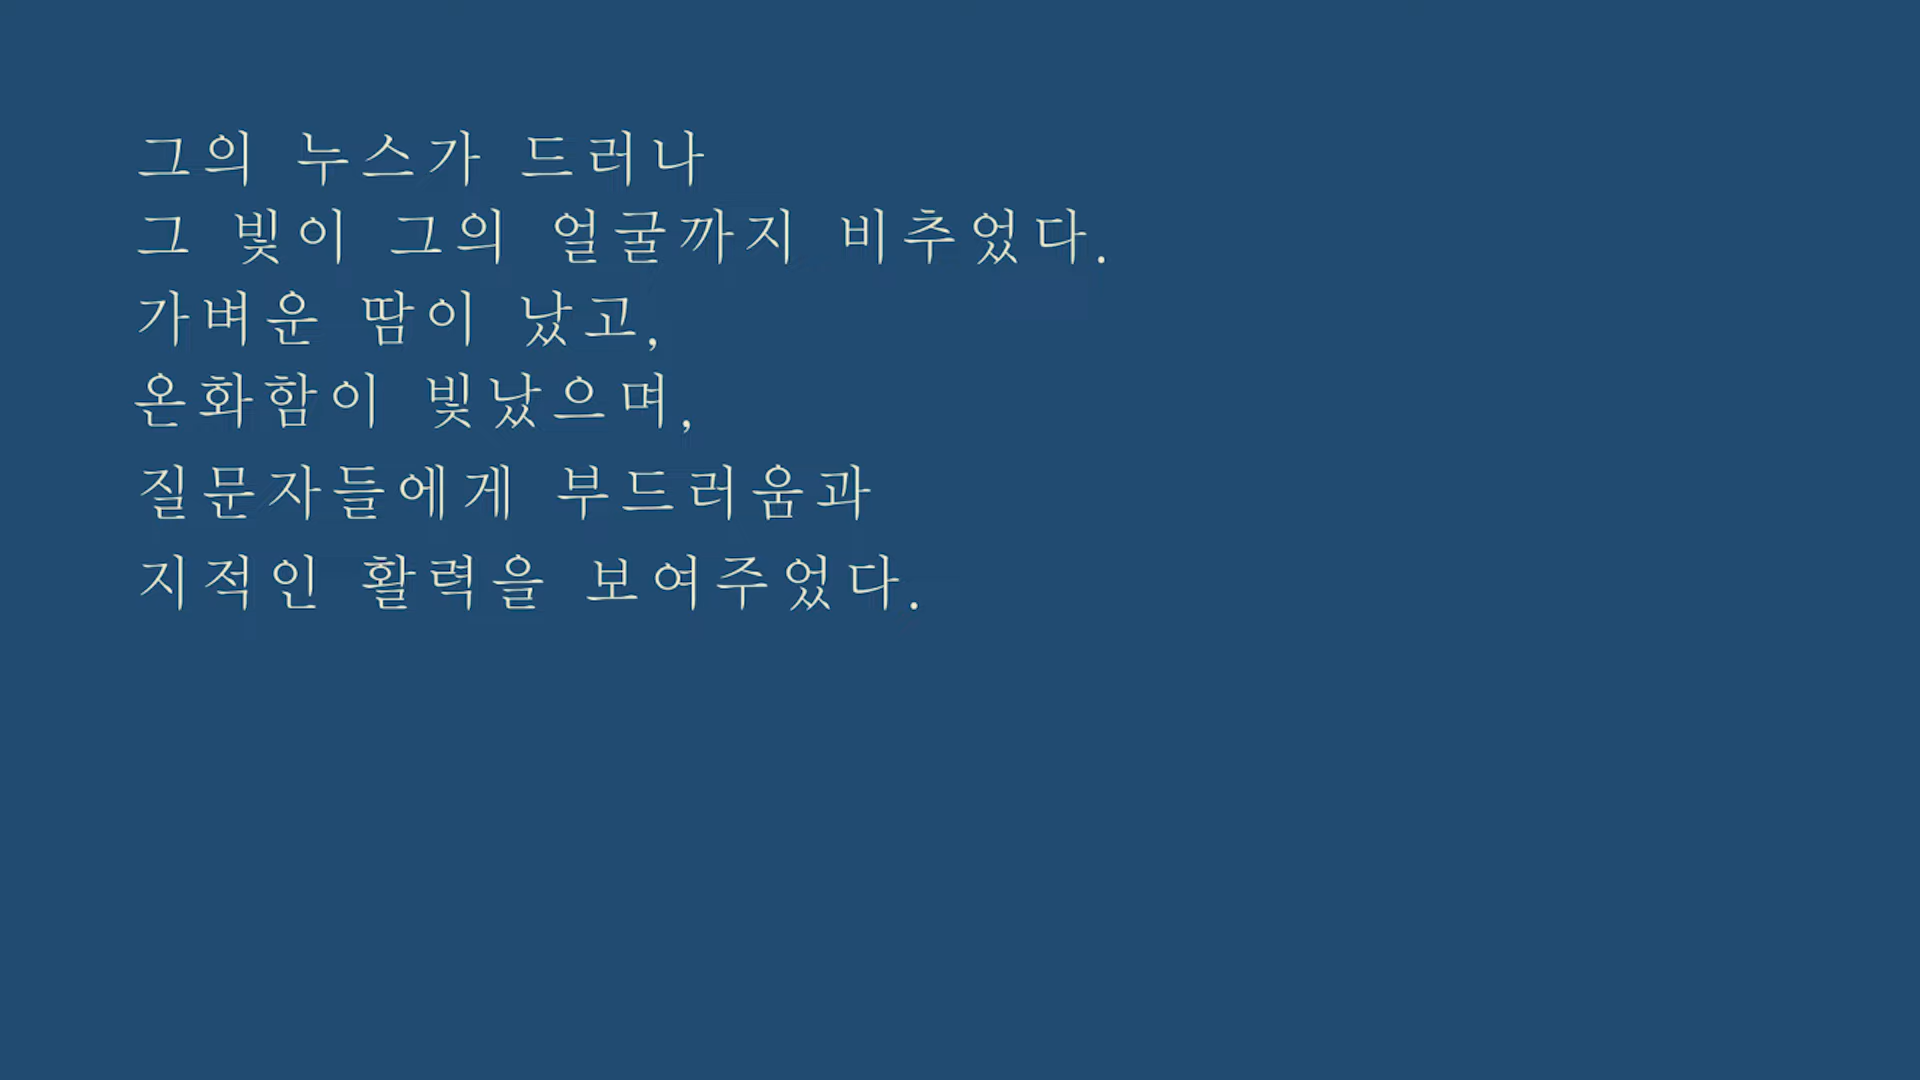 그의 누스가 드러나
그 빛이 그의 얼굴까지 비추었다.
가벼운 땀이 났고,
온화함이 빛났으며,
질문자들에게 부드러움과
지적인 활력을 보여주었다.